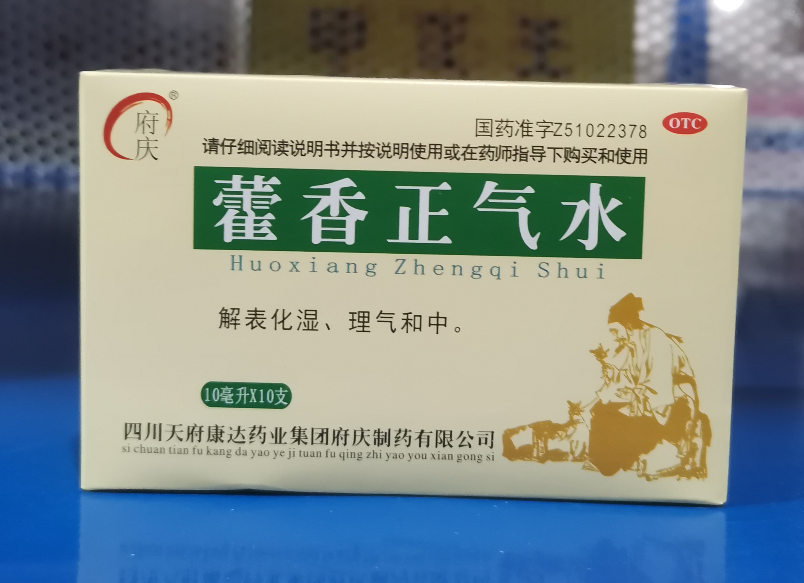 府庆
®
国药准字Z51022378
OTC
请仔细阅读说明书并按说明使用或在药师指导下购买和使用
藿香正气水
Huoxiang Zhengqi Shui
解表化湿、理气和中。
10毫升X10支
四川天府康达药业集团府庆制药有限公司
si chuan tian fu kang da yao ye ji tuan fu qing zhi yao you xian gong si